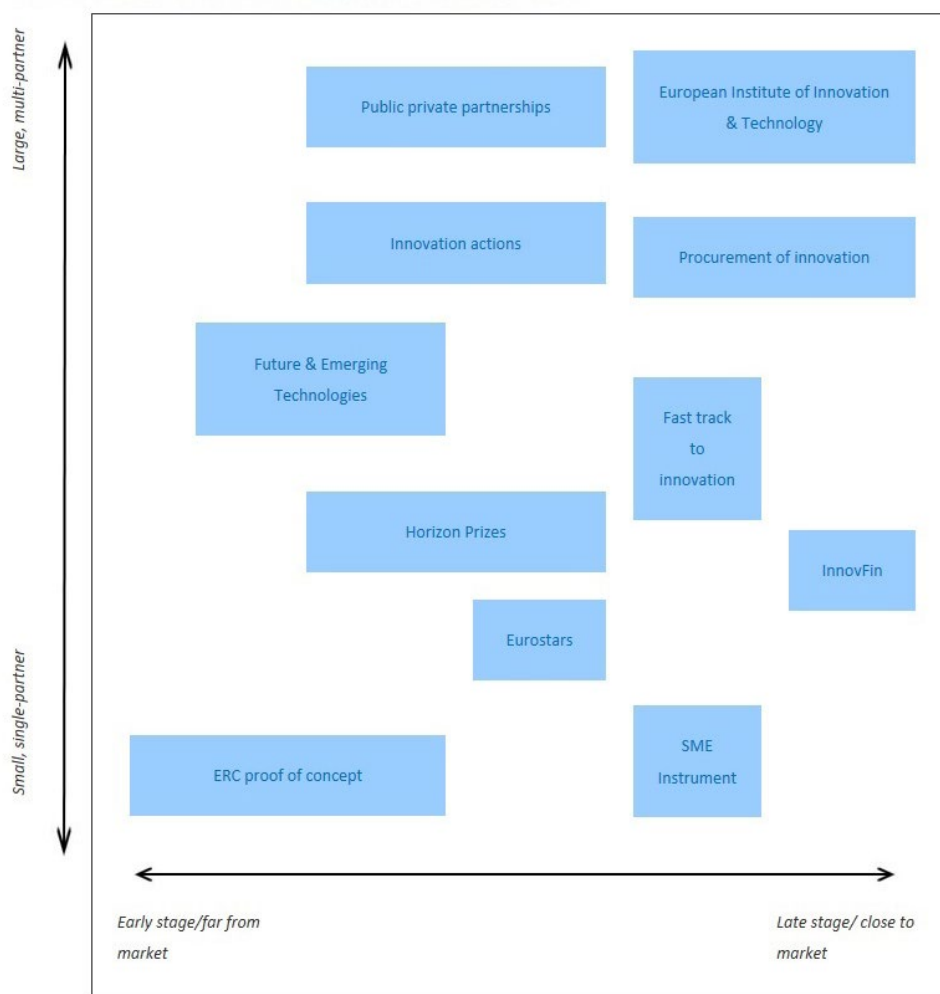 Large, multi-partner
Public private partnerships
European Institute of Innovation
& Technology
Innovation actions
Procurement of innovation
Future & Emerging
Technologies
Fast track
to
innovation
Horizon Prizes
InnovFin
Eurostars
Small, single-partner
ERC proof of concept
SME
Instrument
Early stage/far from
market
Late stage/ close to
market